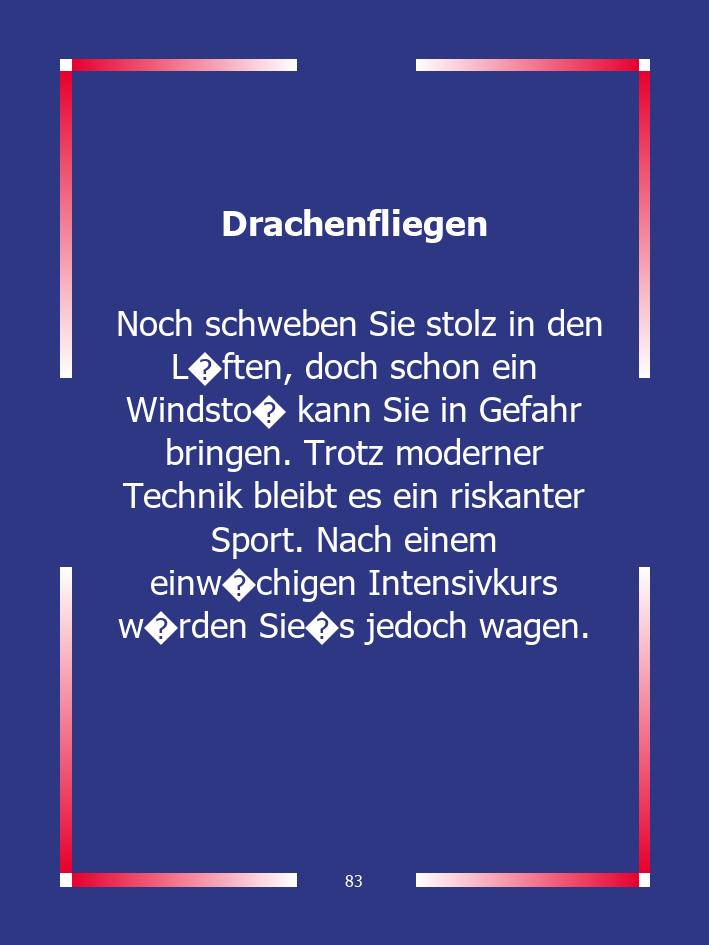 Drachenfliegen
Noch schweben Sie stolz in den
L�ften, doch schon ein
Windsto� kann Sie in Gefahr
bringen. Trotz moderner
Technik bleibt es ein riskanter
Sport. Nach einem
einw�chigen Intensivkurs
w�rden Sie�s jedoch wagen.
83